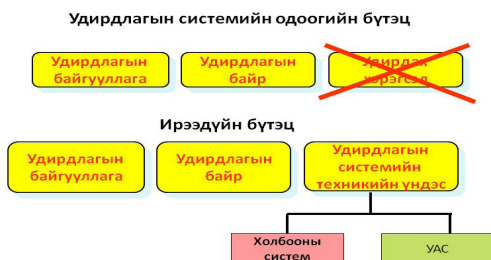 Удирдлагын системийн одоогийн бүтэц
Удирдлагын Удирдлагын Удирдах
байгууллага байр хэрэгсэл
Ирээдүйн бүтэц
Удирдлагын Удирдлагын Удирдлагын
байгууллага байр системийн
техникийн үндэс
Холбооны УАС
систем